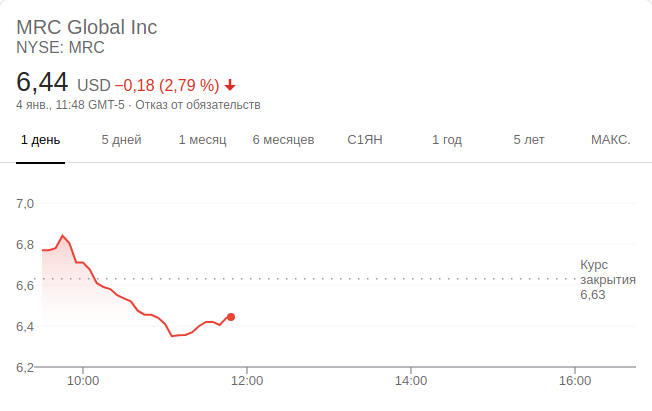 MRC Global Inc
NYSE: MRC
6,44 USD −0,18 (2,79 %)
4 янв., 11:48 GMT-5 · Отказ от обязательств
1 день 5 дней 1 месяц 6 месяцев С1ЯН 1 год 5 лет МАКС.
7,0
6,8
Курс
закрытия
6,63
6,6
6,4
6,2
10:00 12:00 14:00 16:00